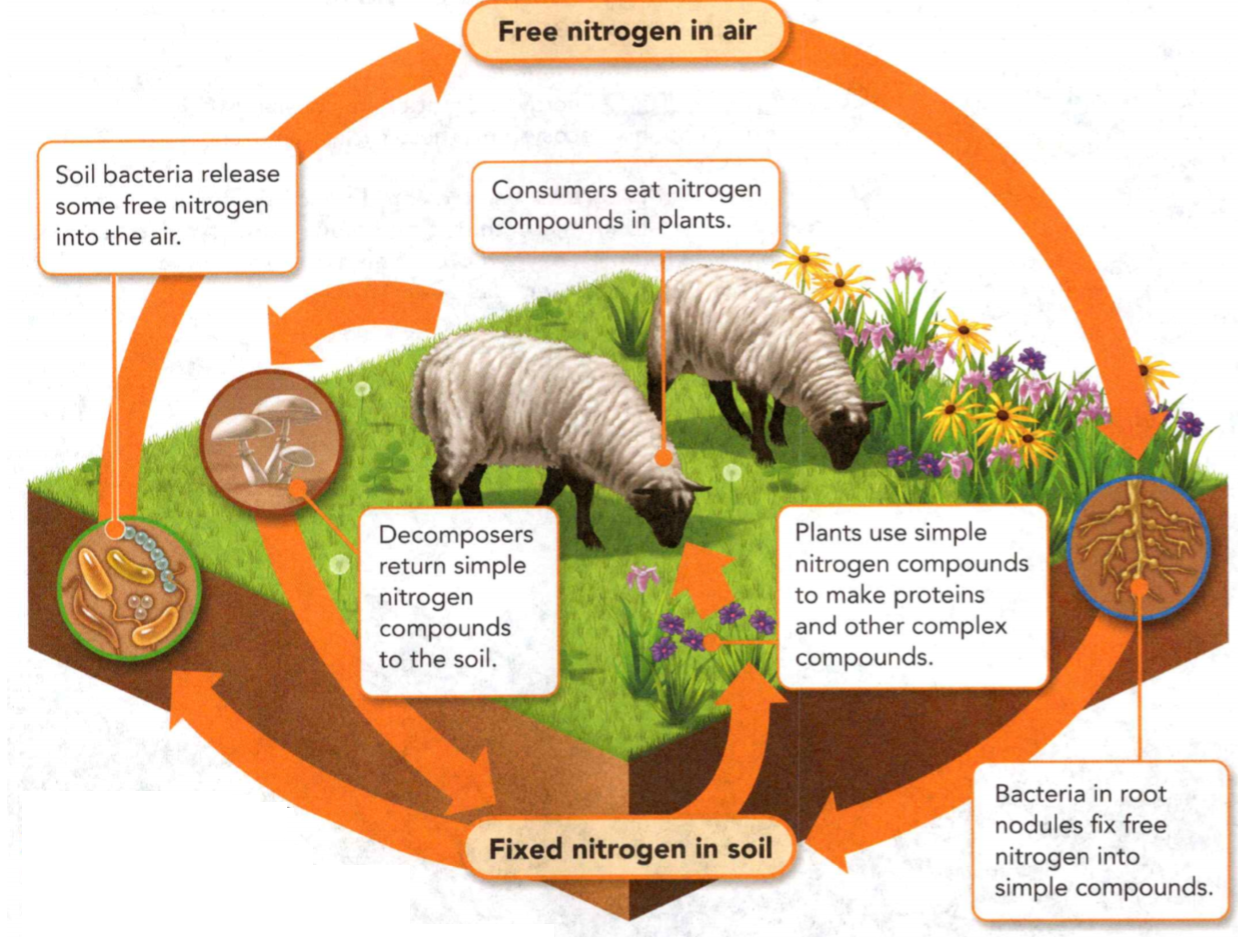 Free nitrogen in air
Soil bacteria release
some free nitrogen
into the air.
Consumers eat nitrogen
compounds in plants.
Decomposers
return simple
nitrogen
compounds
to the soil.
Plants use simple
nitrogen compounds
to make proteins
and other complex
compounds.
Bacteria in root
nodules fix free
nitrogen into
simple compounds.
Fixed nitrogen in soil